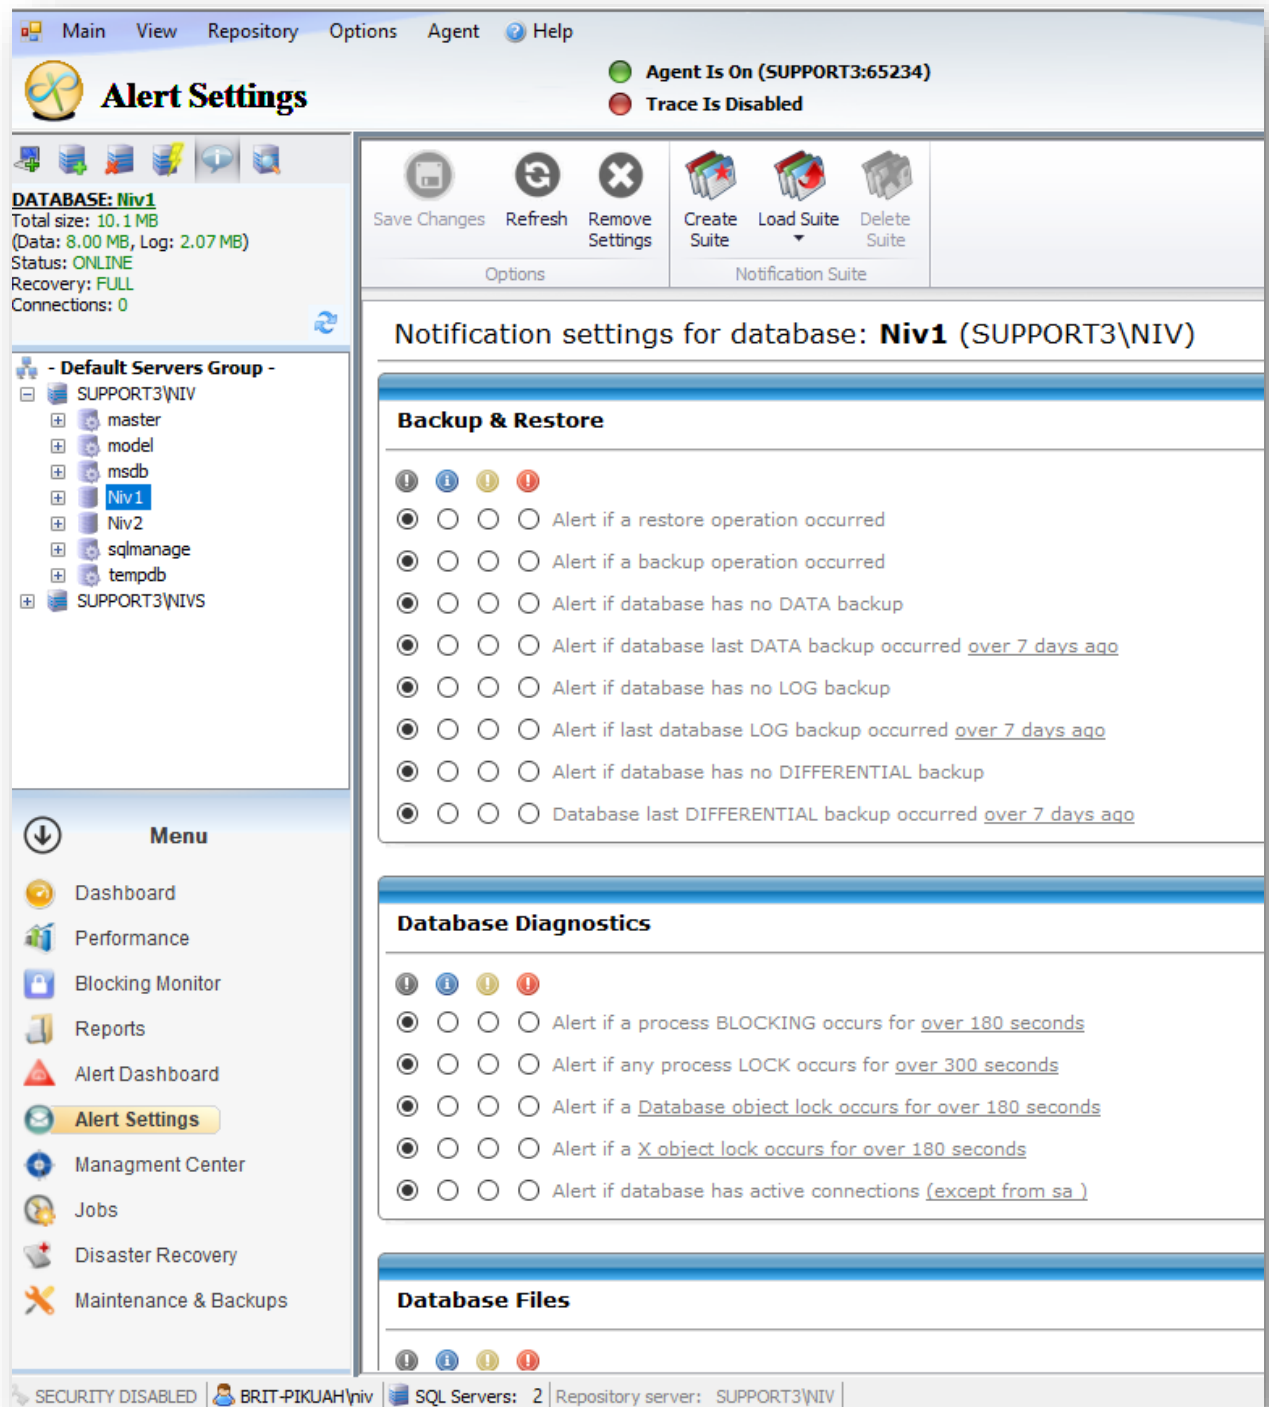 Main View Repository Options Agent Help
Alert Settings
Agent Is On (SUPPORT3:65234)
Trace Is Disabled
DATABASE: Niv1
Total size: 10.1 MB
(Data: 8.00 MB, Log: 2.07 MB)
Status: ONLINE
Recovery: FULL
Connections: 0
- Default Servers Group -
SUPPORT3\NIV
master
model
msdb
Niv1
Niv2
sqlmanage
tempdb
SUPPORT3\NIVS
Menu
Dashboard
Performance
Blocking Monitor
Reports
Alert Dashboard
Alert Settings
Managment Center
Jobs
Disaster Recovery
Maintenance & Backups
Save Changes Refresh Remove Settings Create Suite Load Suite Delete Suite
Options Notification Suite
Notification settings for database: Niv1 (SUPPORT3\NIV)
Backup & Restore
Alert if a restore operation occurred
Alert if a backup operation occurred
Alert if database has no DATA backup
Alert if database last DATA backup occurred over 7 days ago
Alert if database has no LOG backup
Alert if last database LOG backup occurred over 7 days ago
Alert if database has no DIFFERENTIAL backup
Database last DIFFERENTIAL backup occurred over 7 days ago
Database Diagnostics
Alert if a process BLOCKING occurs for over 180 seconds
Alert if any process LOCK occurs for over 300 seconds
Alert if a Database object lock occurs for over 180 seconds
Alert if a X object lock occurs for over 180 seconds
Alert if database has active connections (except from sa )
Database Files
SECURITY DISABLED BRIT-PIKUAH\niv SQL Servers: 2 Repository server: SUPPORT3\NIV